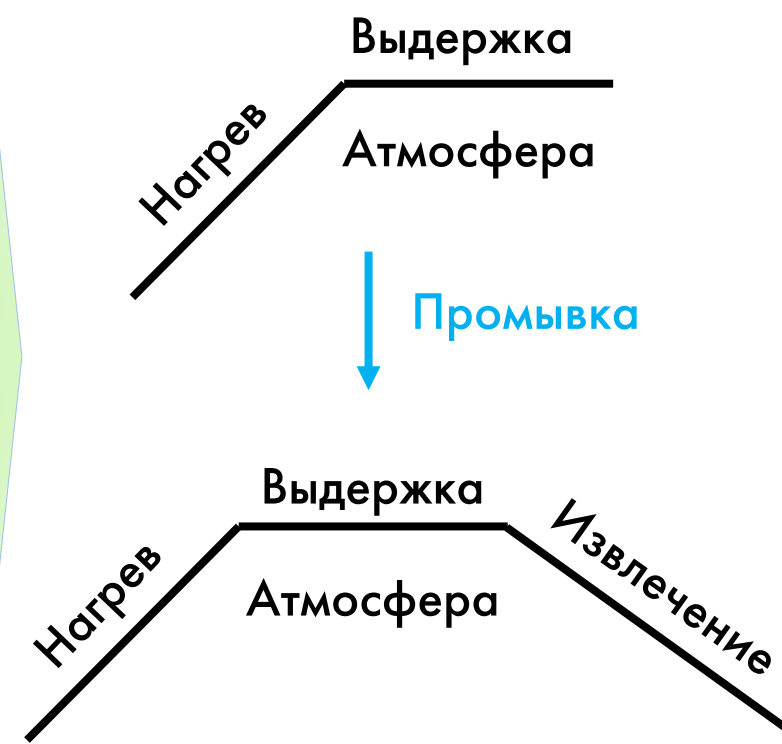 Выдержка
Нагрев
Атмосфера
Промывка
Выдержка
Нагрев
Атмосфера
Извлечение